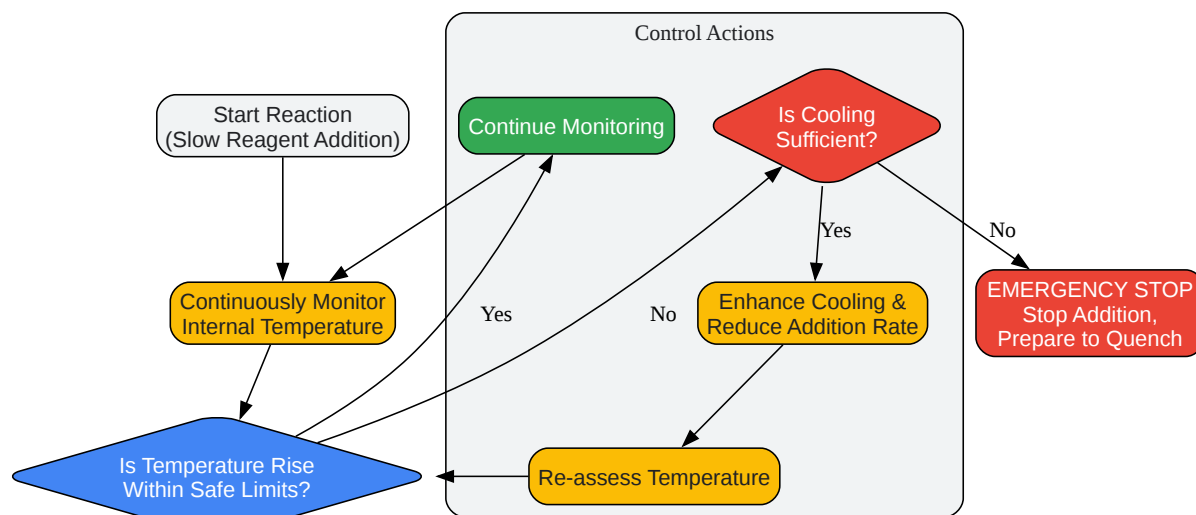 Control Actions
Start Reaction
(Slow Reagent Addition)
Continue Monitoring
Is Cooling
Sufficient?
Yes
No
Continuously Monitor
Internal Temperature
Yes
No
Enhance Cooling &
Reduce Addition Rate
EMERGENCY STOP
Stop Addition,
Prepare to Quench
Is Temperature Rise
Within Safe Limits?
Re-assess Temperature